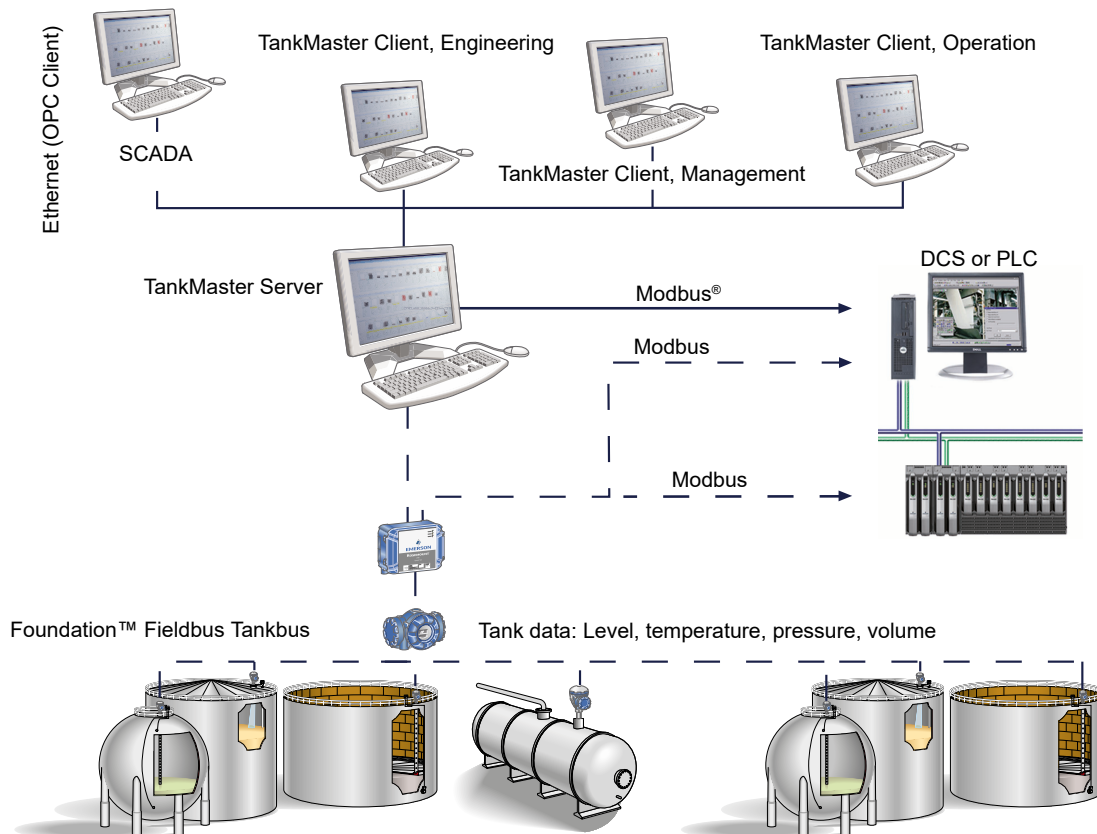 Ethernet (OPC Client)
TankMaster Client, Engineering
TankMaster Client, Operation
SCADA
TankMaster Client, Management
TankMaster Server
DCS or PLC
Modbus®
Modbus
Modbus
EMERSON
Foundation™ Fieldbus Tankbus
Tank data: Level, temperature, pressure, volume